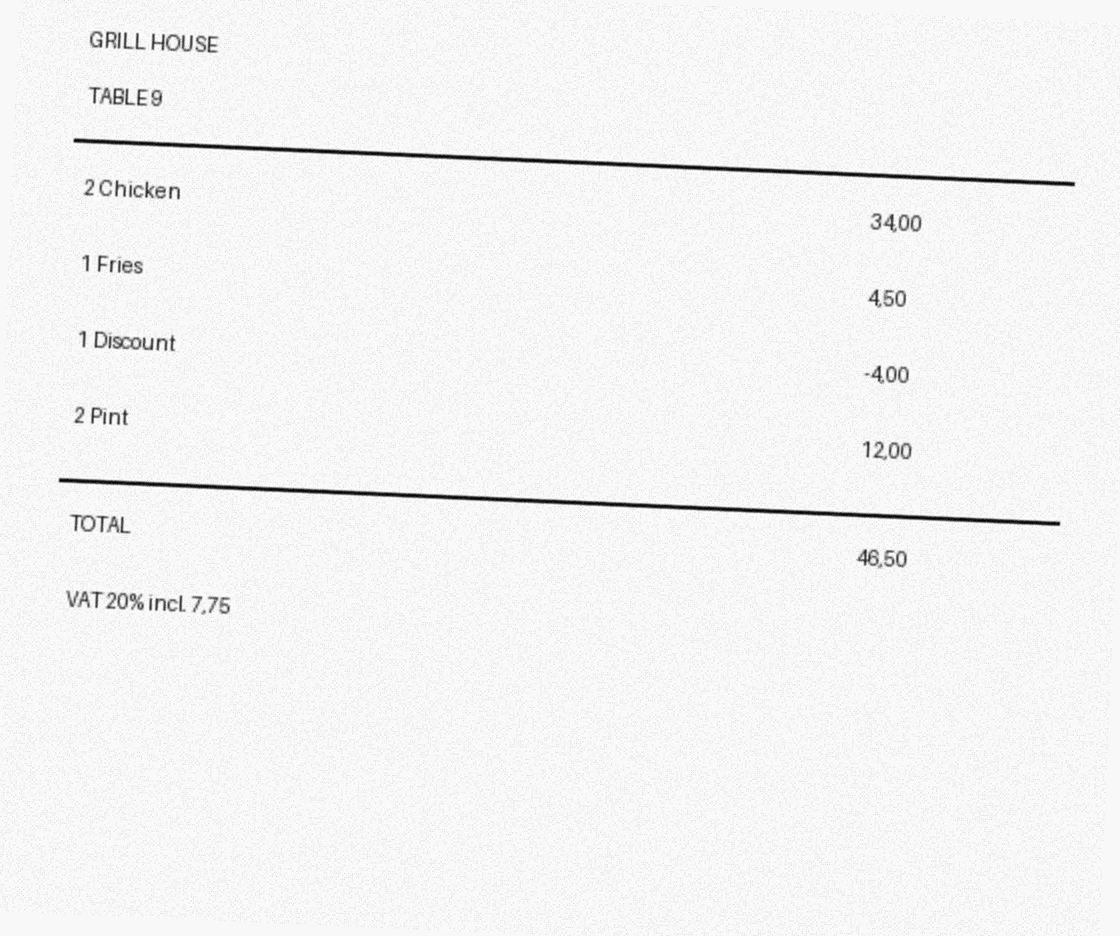 GRILL HOUSE
TABLE 9
2 Chicken 34,00
1 Fries 4,50
1 Discount -4,00
2 Pint 12,00
TOTAL 46,50
VAT 20% incl. 7,75